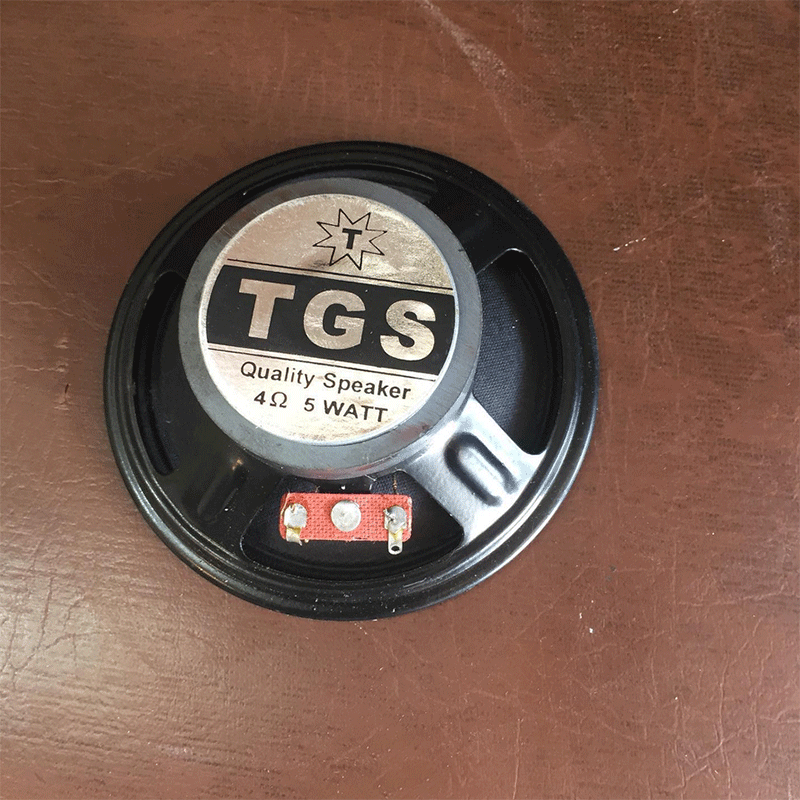 T
TGS
Quality Speaker
4Ω 5 WATT